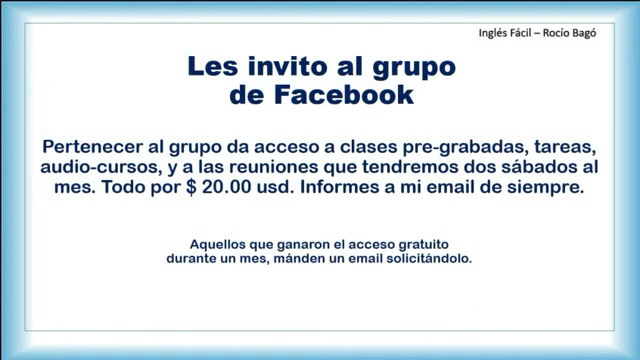 Inglés Fácil – Rocío Bagó
Les invito al grupo
de Facebook
Pertenecer al grupo da acceso a clases pre-grabadas, tareas,
audio-cursos, y a las reuniones que tendremos dos sábados al
mes. Todo por $ 20.00 usd. Informes a mi email de siempre.
Aquellos que ganaron el acceso gratuito
durante un mes, mánden un email solicitándolo.